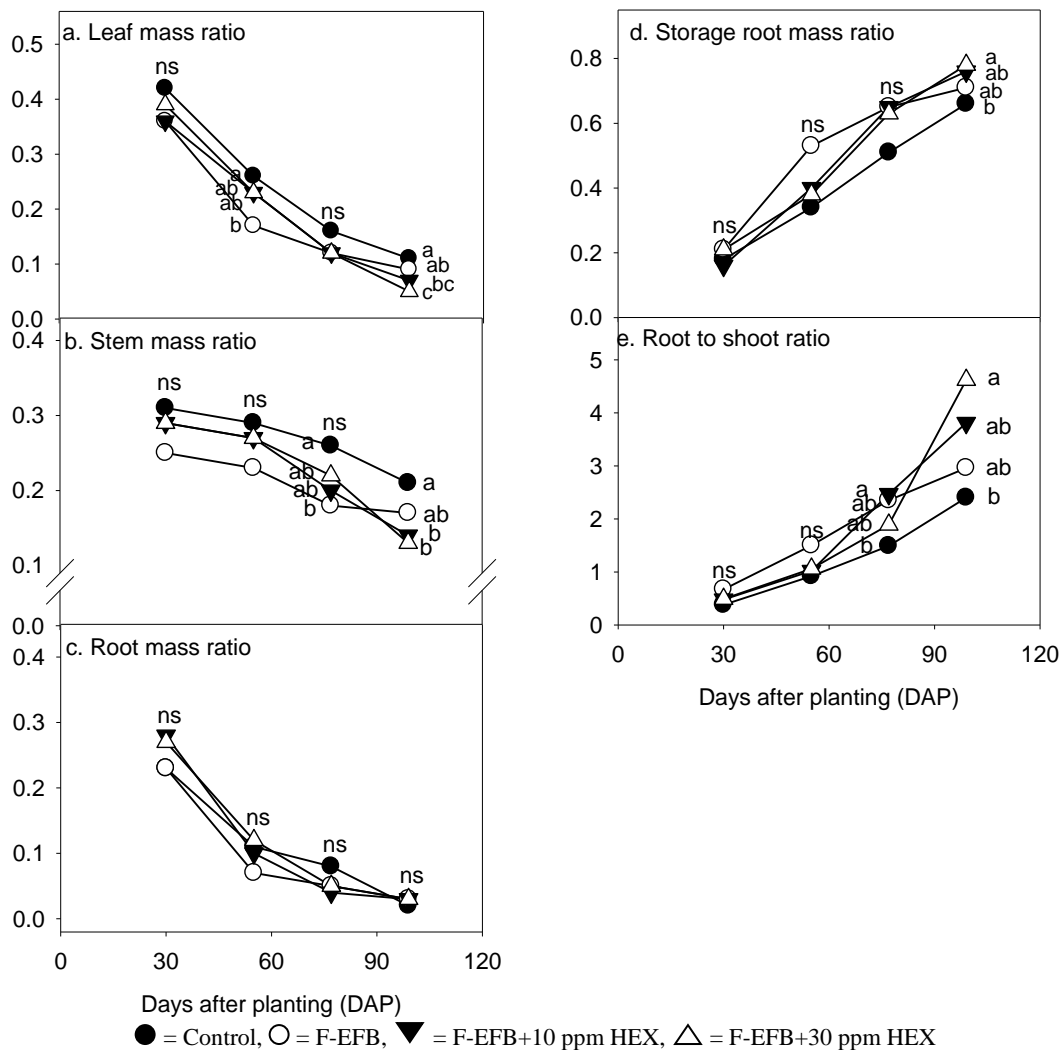 a. Leaf mass ratio
0.5
0.4
0.3
0.2
0.1
0.0
ns
a
ab
ab
b
ns
a
ab
bc
c
b. Stem mass ratio
0.4
0.3
0.2
0.1
0.0
ns
ns
ns
a
ab
ab
b
a
ab
b
b
c. Root mass ratio
0.4
0.3
0.2
0.1
0.0
ns
ns
ns
ns
0 30 60 90 120
Days after planting (DAP)
d. Storage root mass ratio
0.8
0.6
0.4
0.2
0.0
ns
ns
ns
a
ab
ab
b
e. Root to shoot ratio
5
4
3
2
1
0
ns
ns
a
ab
ab
b
a
ab
ab
b
0 30 60 90 120
Days after planting (DAP)
= Control, = F-EFB, = F-EFB+10 ppm HEX, = F-EFB+30 ppm HEX